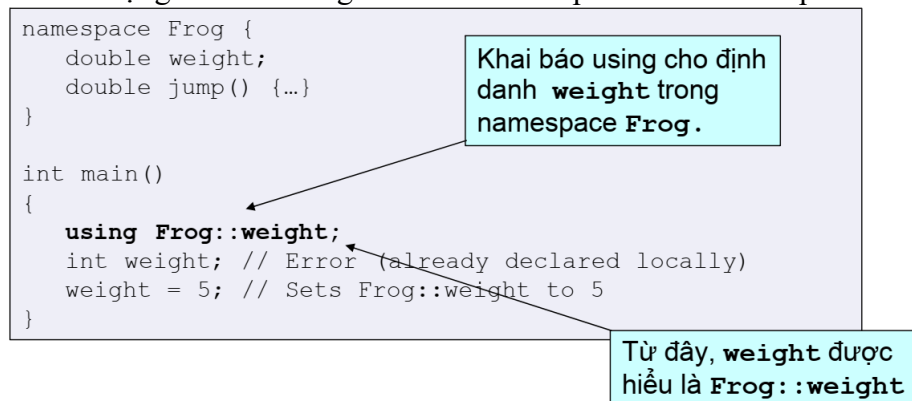 namespace Frog {
double weight;
double jump() {…}
}
Khai báo using cho định
danh weight trong
namespace Frog.
int main()
{
using Frog::weight;
int weight; // Error (already declared locally)
weight = 5; // Sets Frog::weight to 5
}
Từ đây, weight được
hiểu là Frog::weight